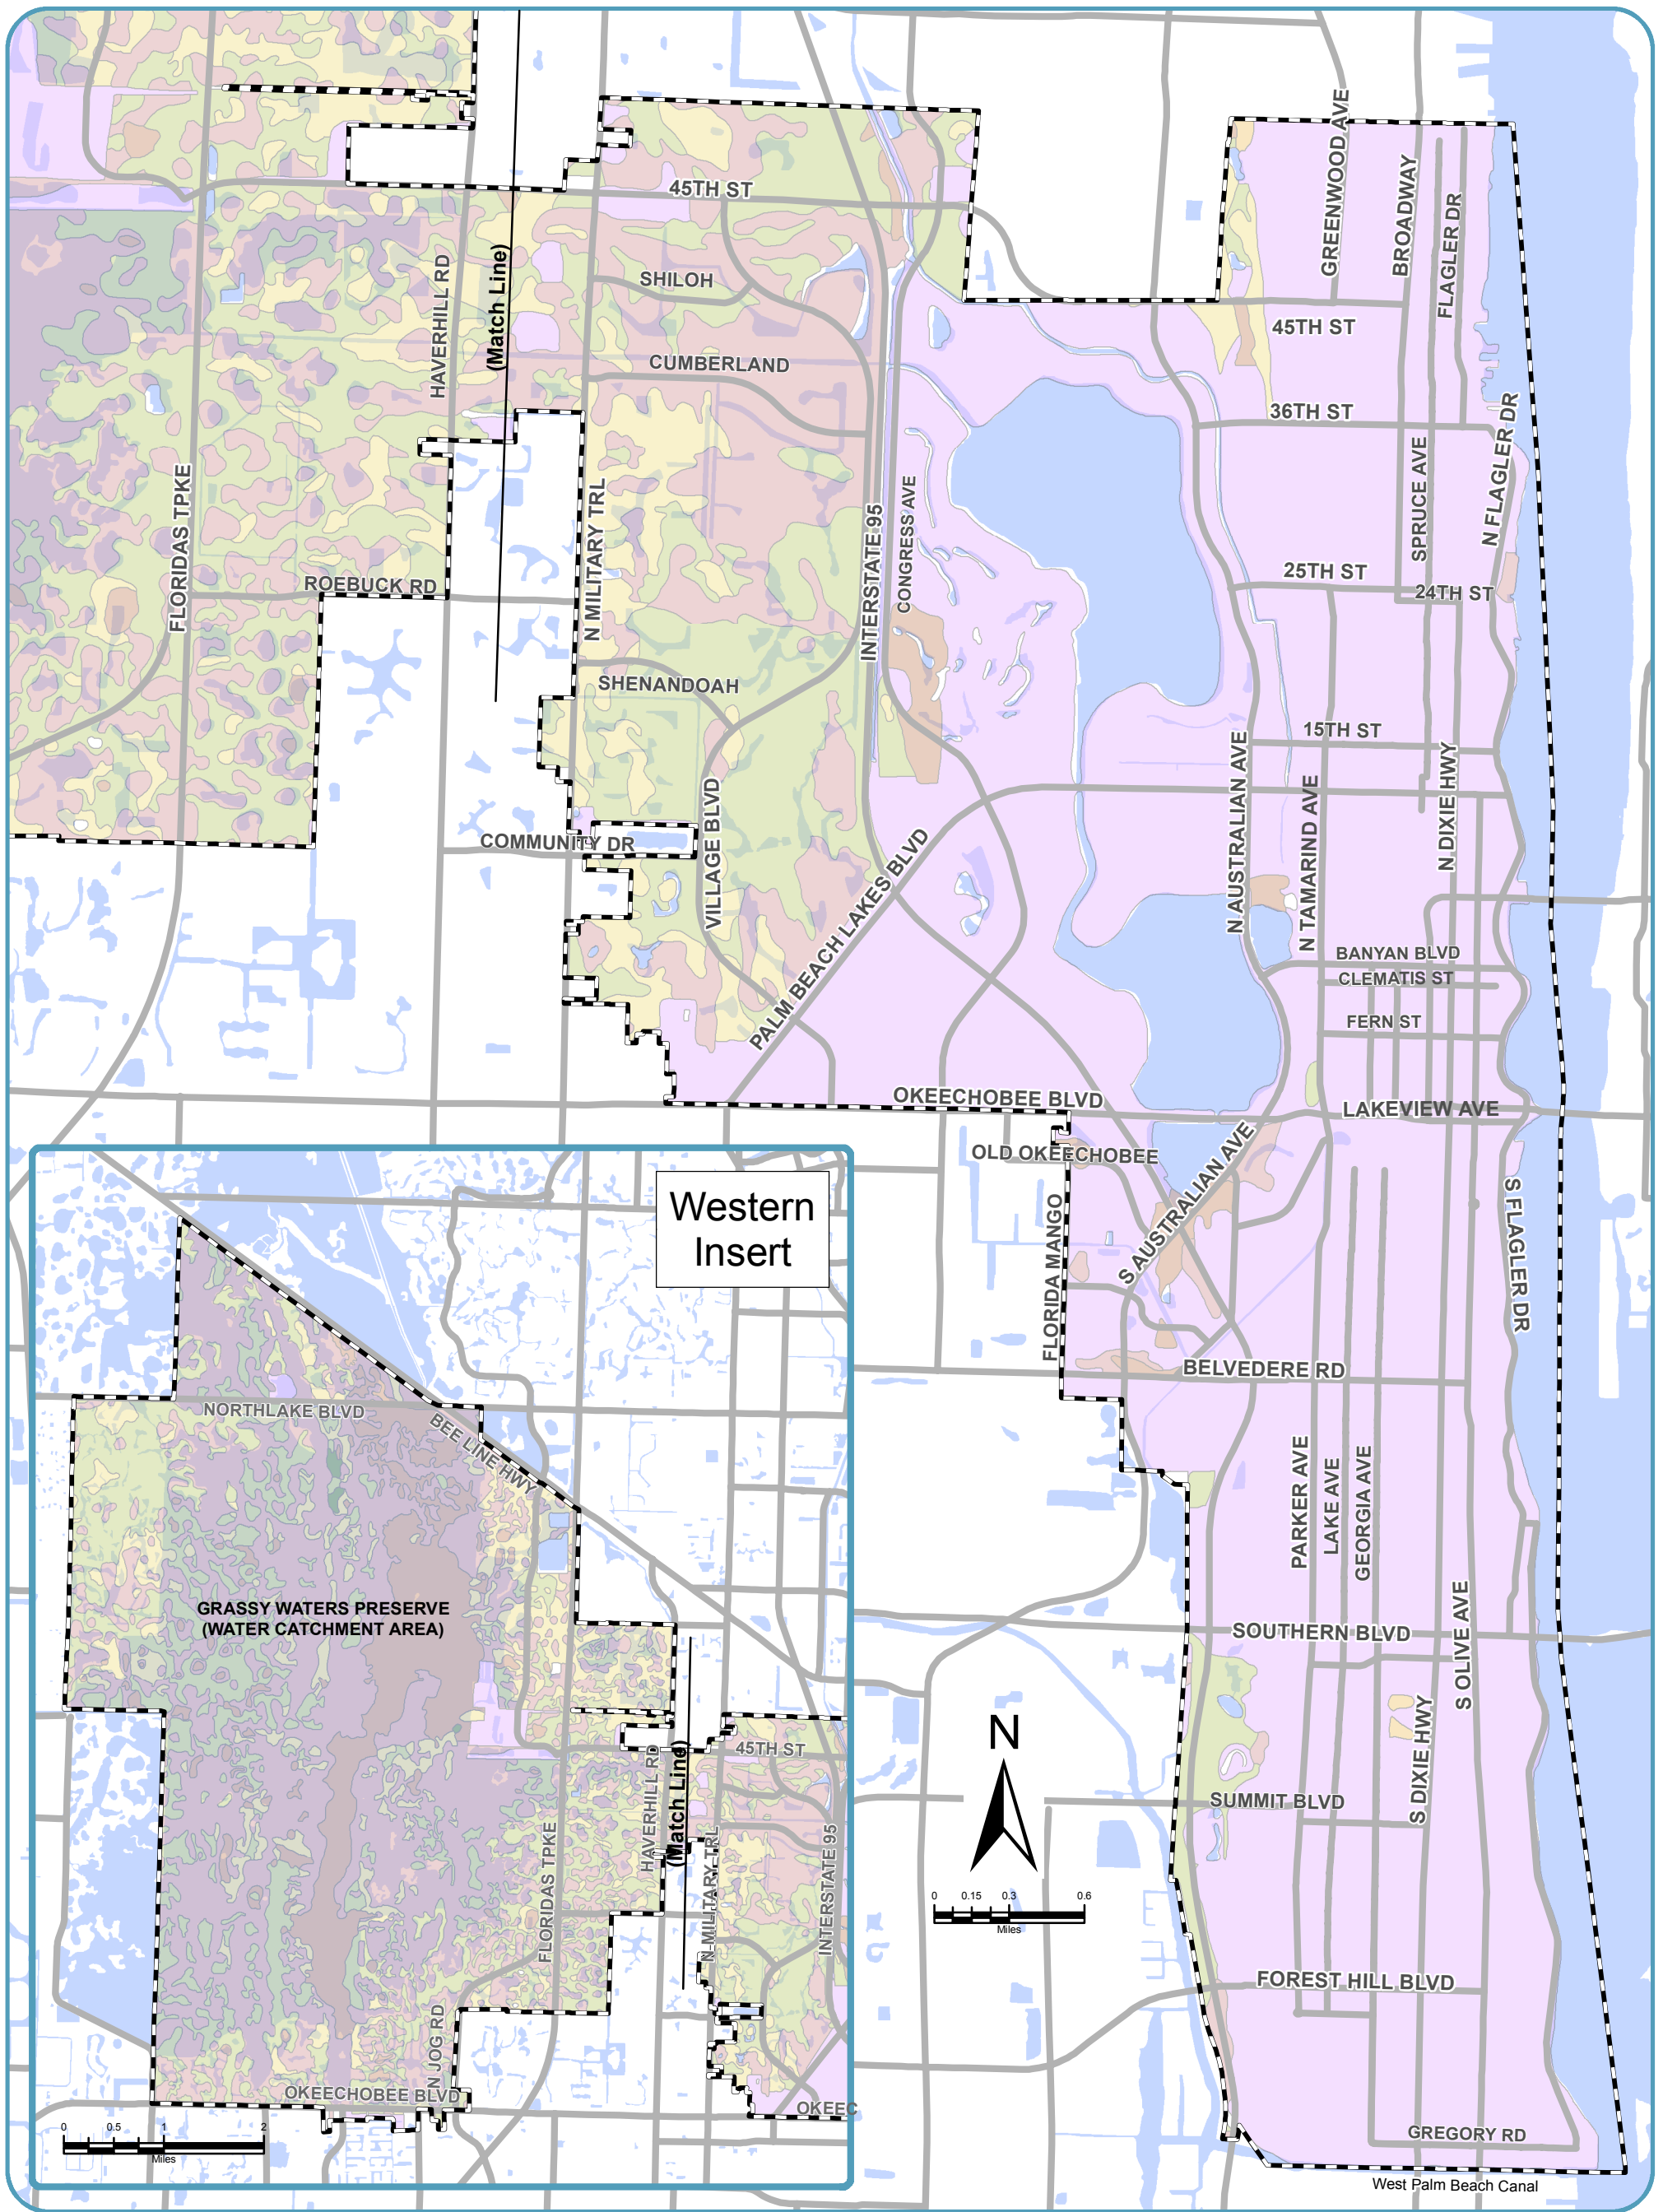 GREENWOOD AVE
BROADWAY
FLAGLER DR
45TH ST
HAVERHILL RD
(Match Line)
SHILOH
45TH ST
CUMBERLAND
36TH ST
N FLAGLER DR
SPRUCE AVE
FLORIDAS TPKE
N MILITARY TRL
INTERSTATE 95
CONGRESS AVE
25TH ST
24TH ST
ROEBUCK RD
SHENANDOAH
15TH ST
N AUSTRALIAN AVE
N TAMARIND AVE
N DIXIE HWY
COMMUNITY DR
VILLAGE BLVD
PALM BEACH LAKES BLVD
BANYAN BLVD
CLEMATIS ST
FERN ST
OKEECHOBEE BLVD
LAKEVIEW AVE
OLD OKEECHOBEE
S AUSTRALIAN AVE
FLORIDA MANGO
S FLAGLER DR
BELVEDERE RD
PARKER AVE
LAKE AVE
GEORGIA AVE
SOUTHERN BLVD
S OLIVE AVE
S DIXIE HWY
SUMMIT BLVD
FOREST HILL BLVD
GREGORY RD
West Palm Beach Canal
N
0 0.15 0.3 0.6
Miles
Western
Insert
NORTHLAKE BLVD
BEE LINE HWY
GRASSY WATERS PRESERVE
(WATER CATCHMENT AREA)
45TH ST
HAVERHILL RD
(Match Line)
FLORIDAS TPKE
N MILITARY TRL
INTERSTATE 95
N JOG RD
OKEECHOBEE BLVD
OKEEC
0 0.5 1 2
Miles